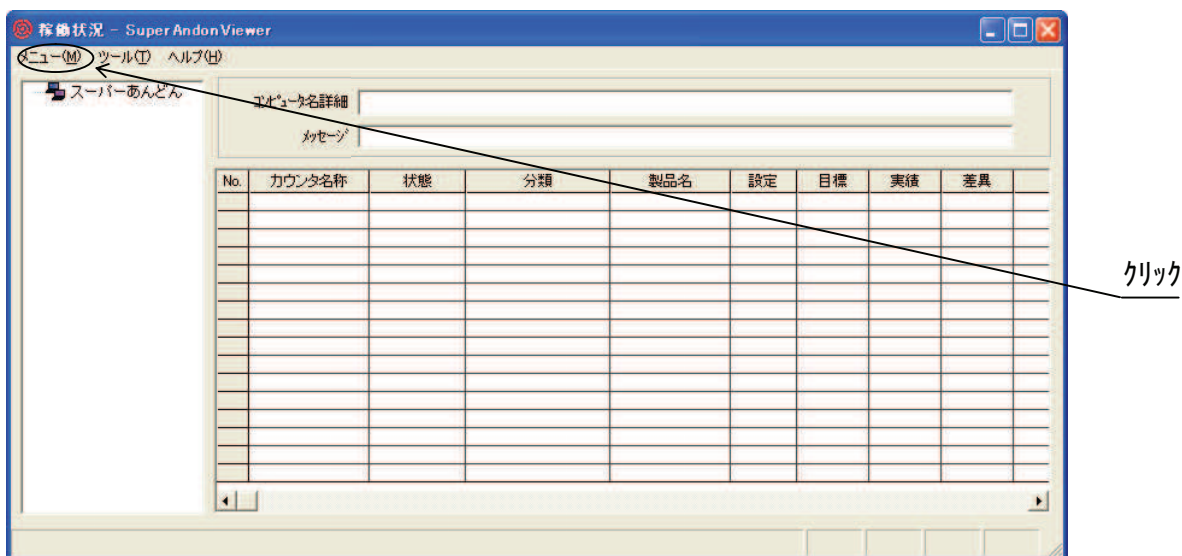 稼働状況 - Super Andon Viewer
メニュー(M) ツール(T) ヘルプ(H)
スーパーあんどん
ｺﾝﾋﾟｭｰﾀ名詳細
ﾒｯｾｰｼﾞ
No. カウンタ名称 状態 分類 製品名 設定 目標 実績 差異
ｸﾘｯｸ